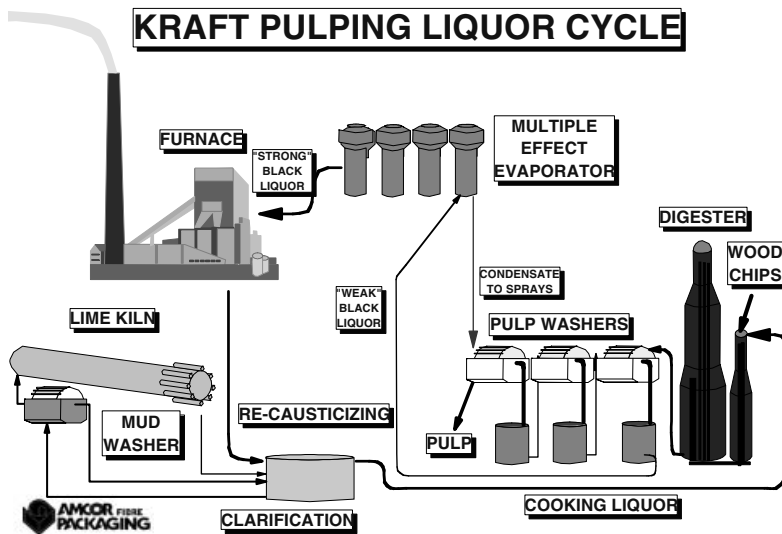 KRAFT PULPING LIQUOR CYCLE
FURNACE
"STRONG"
BLACK
LIQUOR
MULTIPLE
EFFECT
EVAPORATOR
DIGESTER
WOOD
CHIPS
CONDENSATE
TO SPRAYS
"WEAK"
BLACK
LIQUOR
LIME KILN
PULP WASHERS
MUD
WASHER
RE-CAUSTICIZING
PULP
COOKING LIQUOR
CLARIFICATION
AMCOR FIBRE
PACKAGING